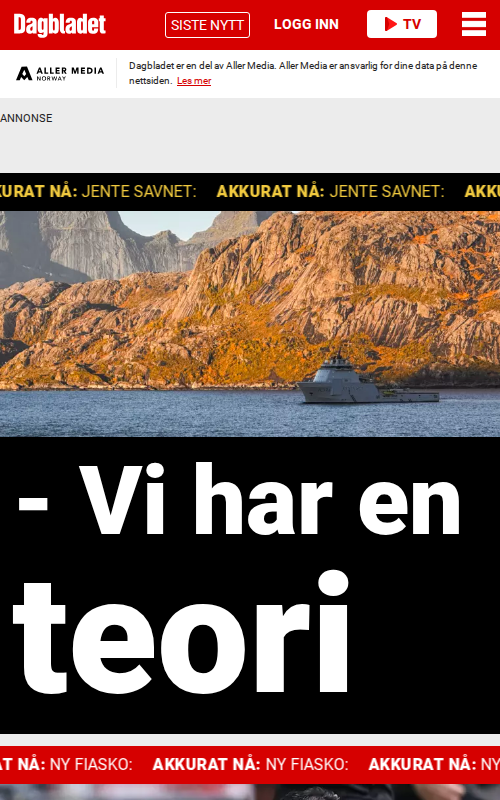 Dagbladet
SISTE NYTT
LOGG INN
TV
ALLER MEDIA
NORWAY
Dagbladet er en del av Aller Media. Aller Media er ansvarlig for dine data på denne
nettsiden. Les mer
ANNONSE
KURAT NÅ: JENTE SAVNET: AKKURAT NÅ: JENTE SAVNET: AKKU
- Vi har en
teori
AT NÅ: NY FIASKO: AKKURAT NÅ: NY FIASKO: AKKURAT NÅ: NY